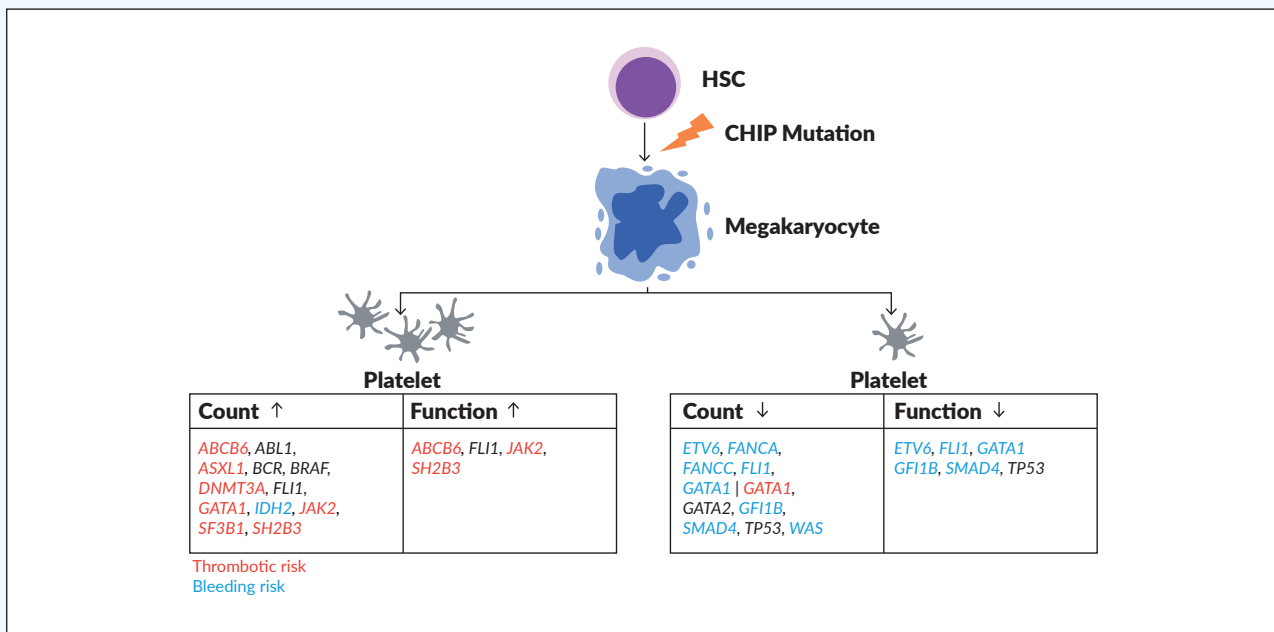 HSC
CHIP Mutation
Megakaryocyte
Platelet
Count ↑
Function ↑
ABCB6, ABL1,
ASXL1, BCR, BRAF,
DNMT3A, FLI1,
GATA1, IDH2, JAK2,
SF3B1, SH2B3
ABCB6, FLI1, JAK2,
SH2B3
Thrombotic risk
Bleeding risk
Platelet
Count ↓
Function ↓
ETV6, FANCA,
FANCC, FLI1,
GATA1 | GATA1,
GATA2, GFI1B,
SMAD4, TP53, WAS
ETV6, FLI1, GATA1
GFI1B, SMAD4, TP53